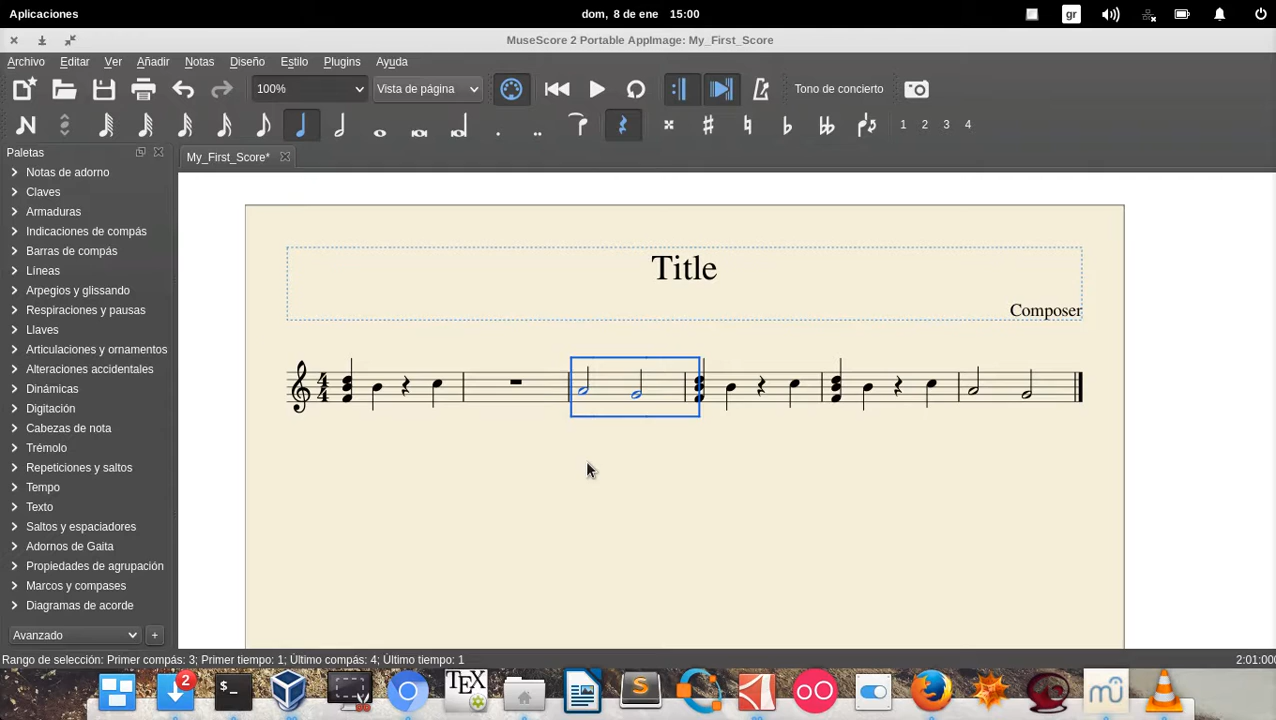 Aplicaciones
dom, 8 de ene 15:00
gr
MuseScore 2 Portable AppImage: My_First_Score
Archivo Editar Ver Añadir Notas Diseño Estilo Plugins Ayuda
100% Vista de página Tono de concierto
1 2 3 4
Paletas
My_First_Score*
Notas de adorno
Claves
Armaduras
Indicaciones de compás
Barras de compás
Líneas
Arpegios y glissando
Respiraciones y pausas
Llaves
Articulaciones y ornamentos
Alteraciones accidentales
Dinámicas
Digitación
Cabezas de nota
Trémolo
Repeticiones y saltos
Tempo
Texto
Saltos y espaciadores
Adornos de Gaita
Propiedades de agrupación
Marcos y compases
Diagramas de acorde
Avanzado +
Title
Composer
4
4
Rango de selección: Primer compás: 3; Primer tiempo: 1; Último compás: 4; Último tiempo: 1
2:01:000
2
>_
TEX
S
mu